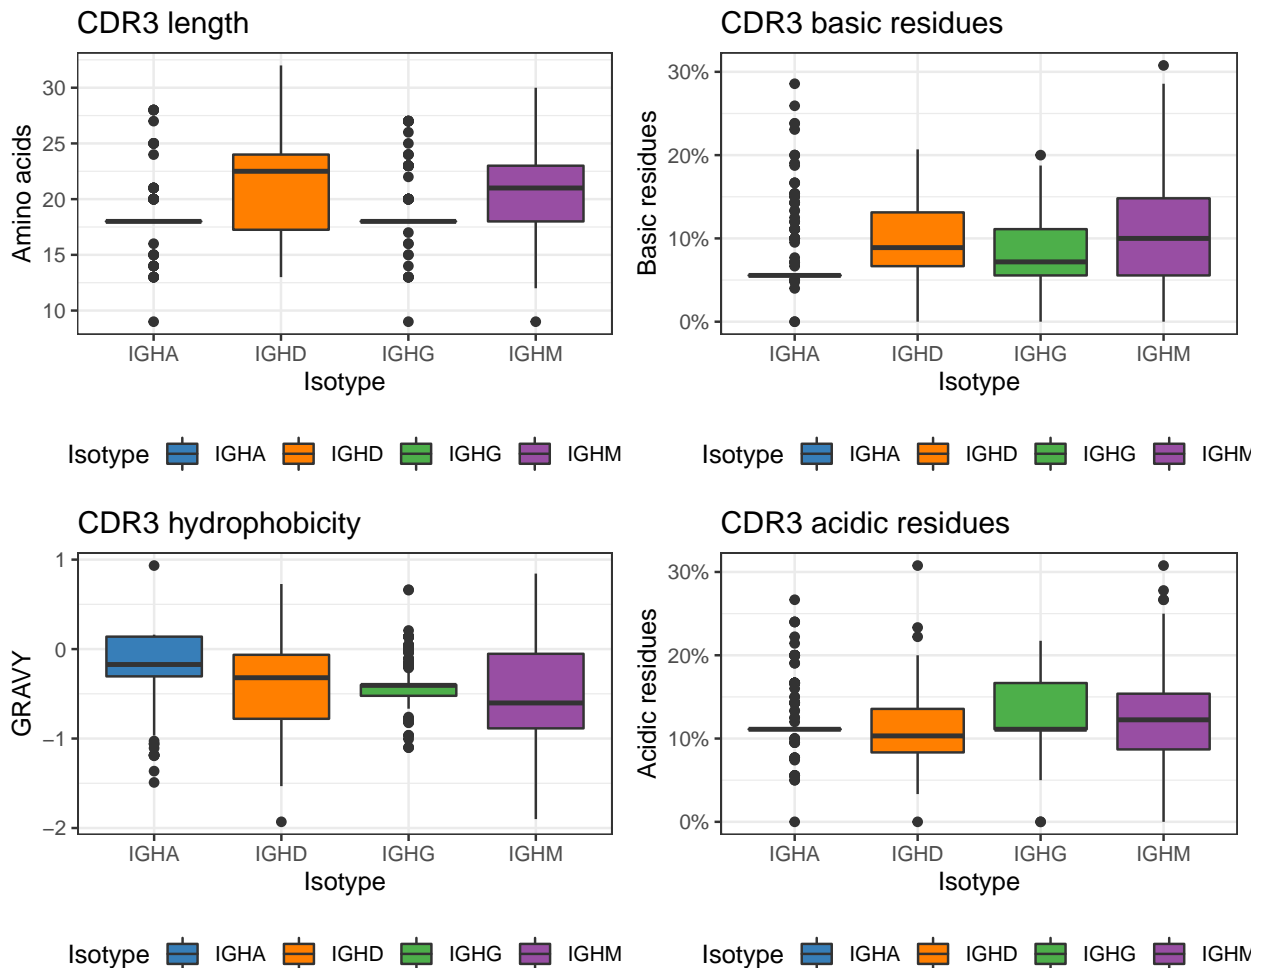 CDR3 length
Amino acids
30
25
20
15
10
IGHA IGHD IGHG IGHM
Isotype
Isotype IGHA IGHD IGHG IGHM
CDR3 basic residues
Basic residues
30%
20%
10%
0%
IGHA IGHD IGHG IGHM
Isotype
Isotype IGHA IGHD IGHG IGHM
CDR3 hydrophobicity
GRAVY
1
0
−1
−2
IGHA IGHD IGHG IGHM
Isotype
Isotype IGHA IGHD IGHG IGHM
CDR3 acidic residues
Acidic residues
30%
20%
10%
0%
IGHA IGHD IGHG IGHM
Isotype
Isotype IGHA IGHD IGHG IGHM